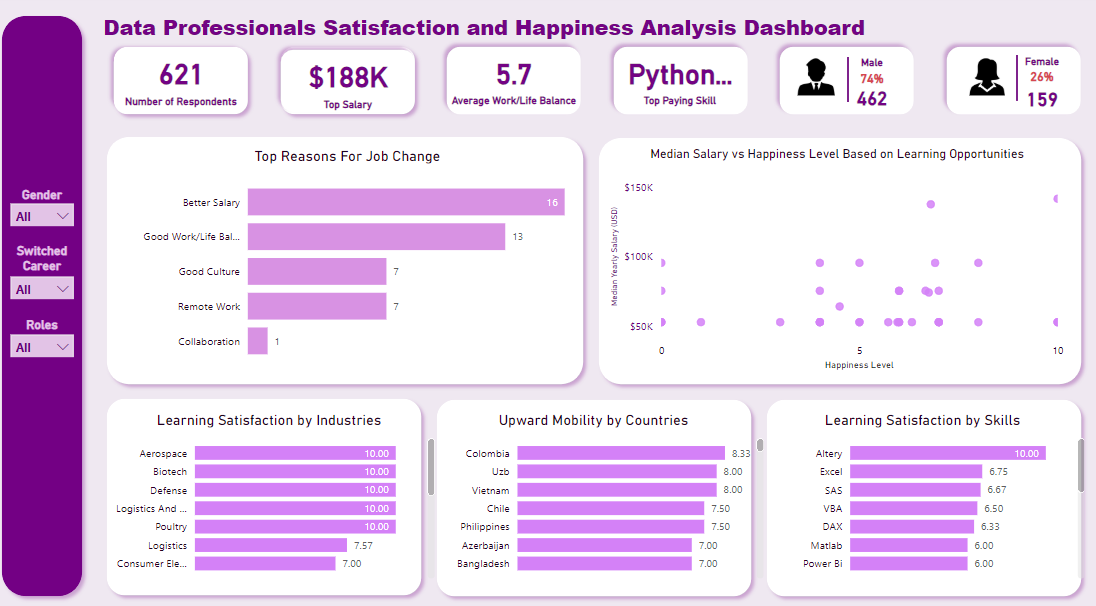 Data Professionals Satisfaction and Happiness Analysis Dashboard
621
Number of Respondents
$188K
Top Salary
5.7
Average Work/Life Balance
Python...
Top Paying Skill
Male
74%
462
Female
26%
159
Gender
All
Switched
Career
All
Roles
All
Top Reasons For Job Change
Better Salary 16
Good Work/Life Bal... 13
Good Culture 7
Remote Work 7
Collaboration 1
Median Salary vs Happiness Level Based on Learning Opportunities
Median Yearly Salary (USD)
$150K
$100K
$50K
0 5 10
Happiness Level
Learning Satisfaction by Industries
Aerospace 10.00
Biotech 10.00
Defense 10.00
Logistics And ... 10.00
Poultry 10.00
Logistics 7.57
Consumer Ele... 7.00
Upward Mobility by Countries
Colombia 8.33
Uzb 8.00
Vietnam 8.00
Chile 7.50
Philippines 7.50
Azerbaijan 7.00
Bangladesh 7.00
Learning Satisfaction by Skills
Altery 10.00
Excel 6.75
SAS 6.67
VBA 6.50
DAX 6.33
Matlab 6.00
Power Bi 6.00